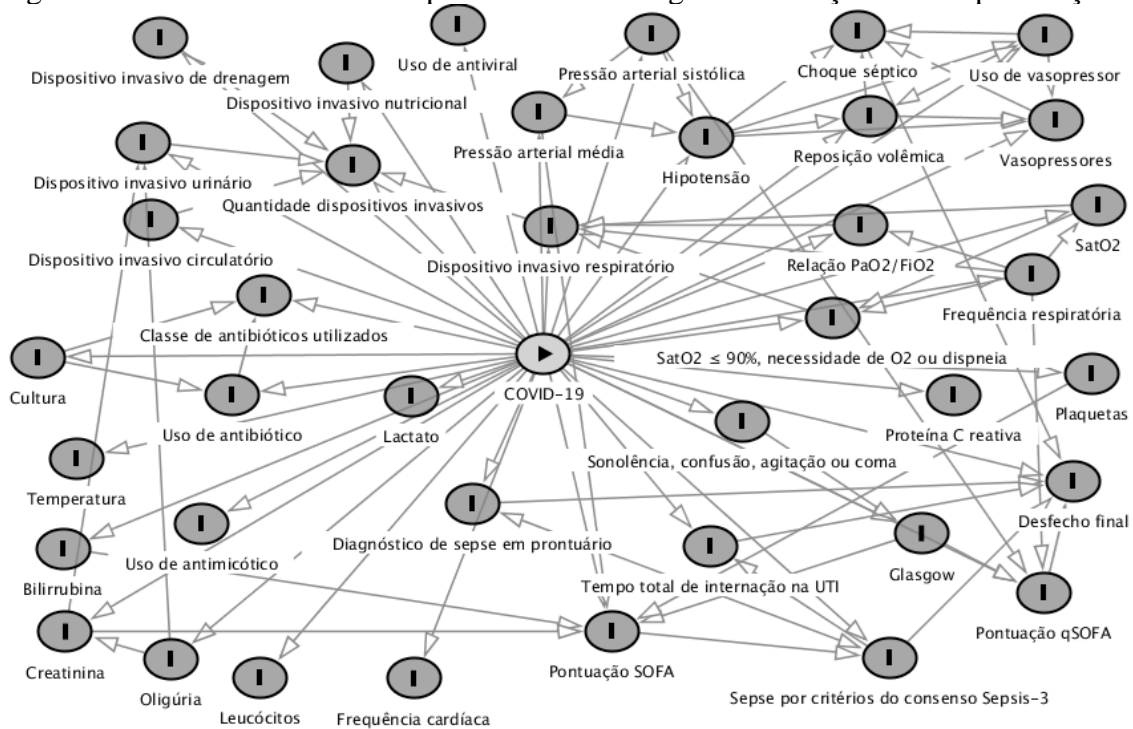 Uso de antiviral
Pressão arterial sistólica
Choque séptico
Uso de vasopressor
Dispositivo invasivo de drenagem
Dispositivo invasivo nutricional
Pressão arterial média
Reposição volêmica
Vasopressores
Hipotensão
Dispositivo invasivo urinário
Quantidade dispositivos invasivos
SatO2
Dispositivo invasivo circulatório
Dispositivo invasivo respiratório
Relação PaO2/FiO2
Frequência respiratória
Classe de antibióticos utilizados
SatO2 ≤ 90%, necessidade de O2 ou dispneia
Cultura
COVID-19
Plaquetas
Uso de antibiótico
Lactato
Proteína C reativa
Sonolência, confusão, agitação ou coma
Temperatura
Desfecho final
Diagnóstico de sepse em prontuário
Uso de antimicótico
Glasgow
Bilirrubina
Tempo total de internação na UTI
Pontuação qSOFA
Creatinina
Pontuação SOFA
Oligúria
Sepse por critérios do consenso Sepsis-3
Leucócitos
Frequência cardíaca